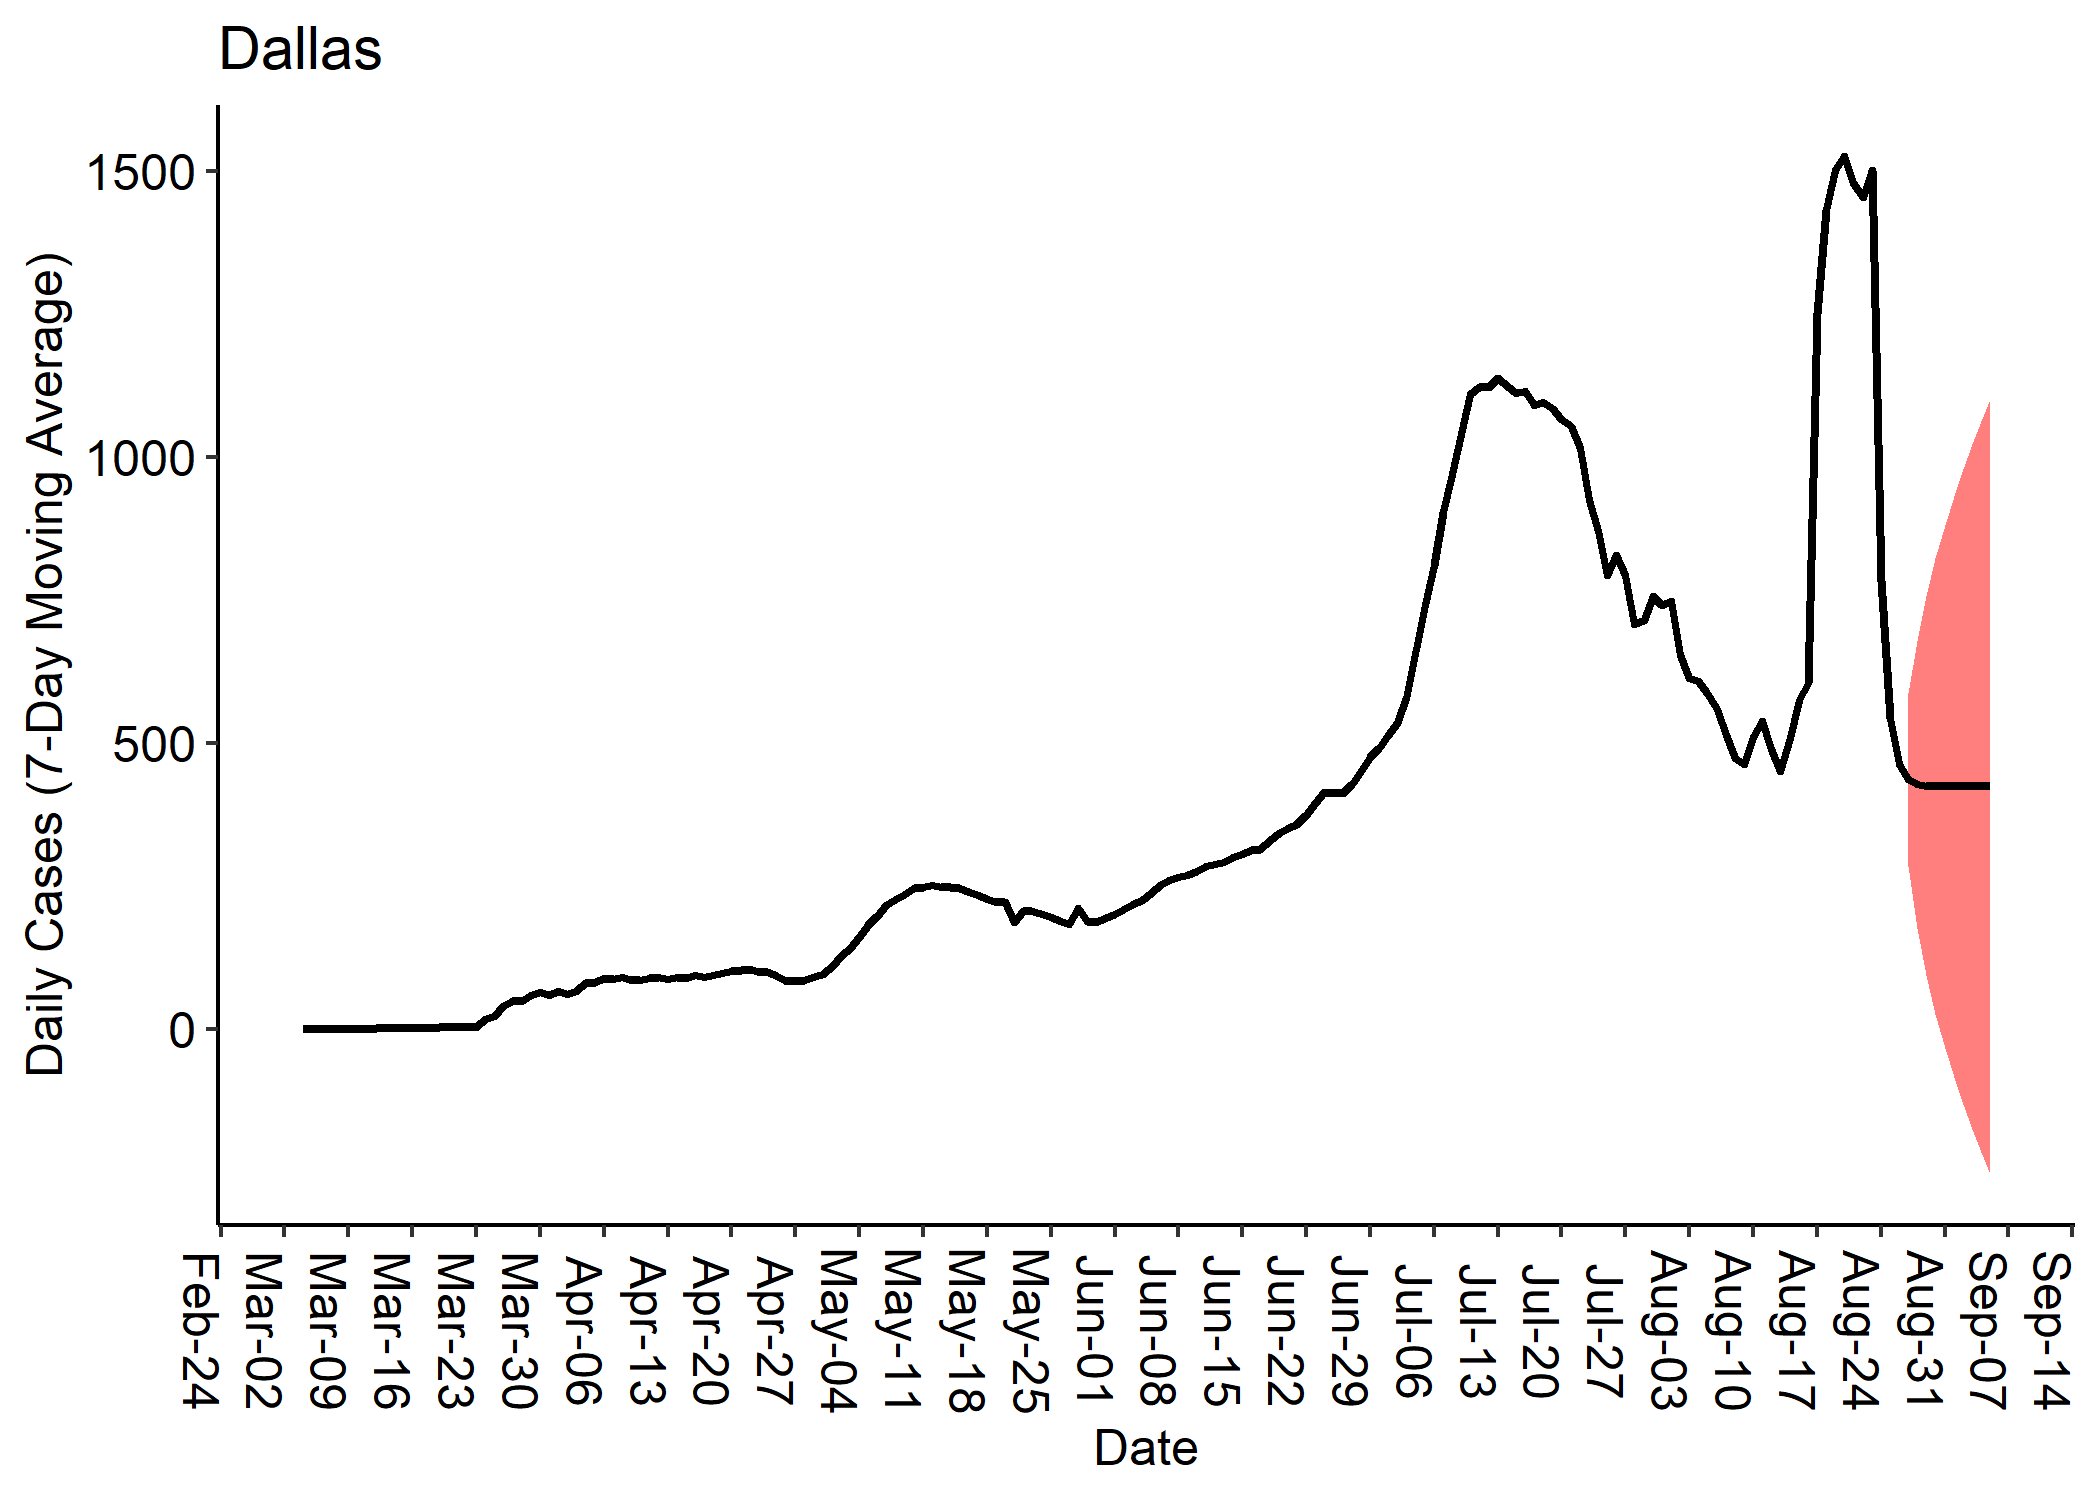 Dallas
Daily Cases (7-Day Moving Average)
1500
1000
500
0
Feb-24
Mar-02
Mar-09
Mar-16
Mar-23
Mar-30
Apr-06
Apr-13
Apr-20
Apr-27
May-04
May-11
May-18
May-25
Jun-01
Jun-08
Jun-15
Jun-22
Jun-29
Jul-06
Jul-13
Jul-20
Jul-27
Aug-03
Aug-10
Aug-17
Aug-24
Aug-31
Sep-07
Sep-14
Date